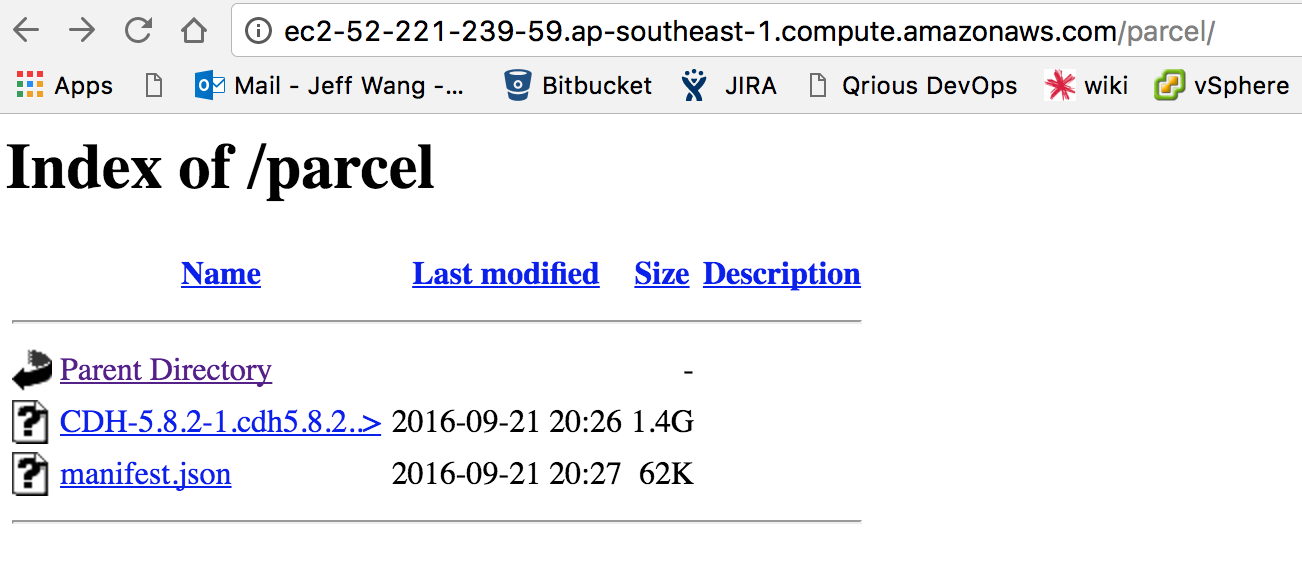 ec2-52-221-239-59.ap-southeast-1.compute.amazonaws.com/parcel/
Apps Mail - Jeff Wang -... Bitbucket JIRA Qrious DevOps wiki vSphere
Index of /parcel
Name Last modified Size Description
Parent Directory -
CDH-5.8.2-1.cdh5.8.2..> 2016-09-21 20:26 1.4G
manifest.json 2016-09-21 20:27 62K